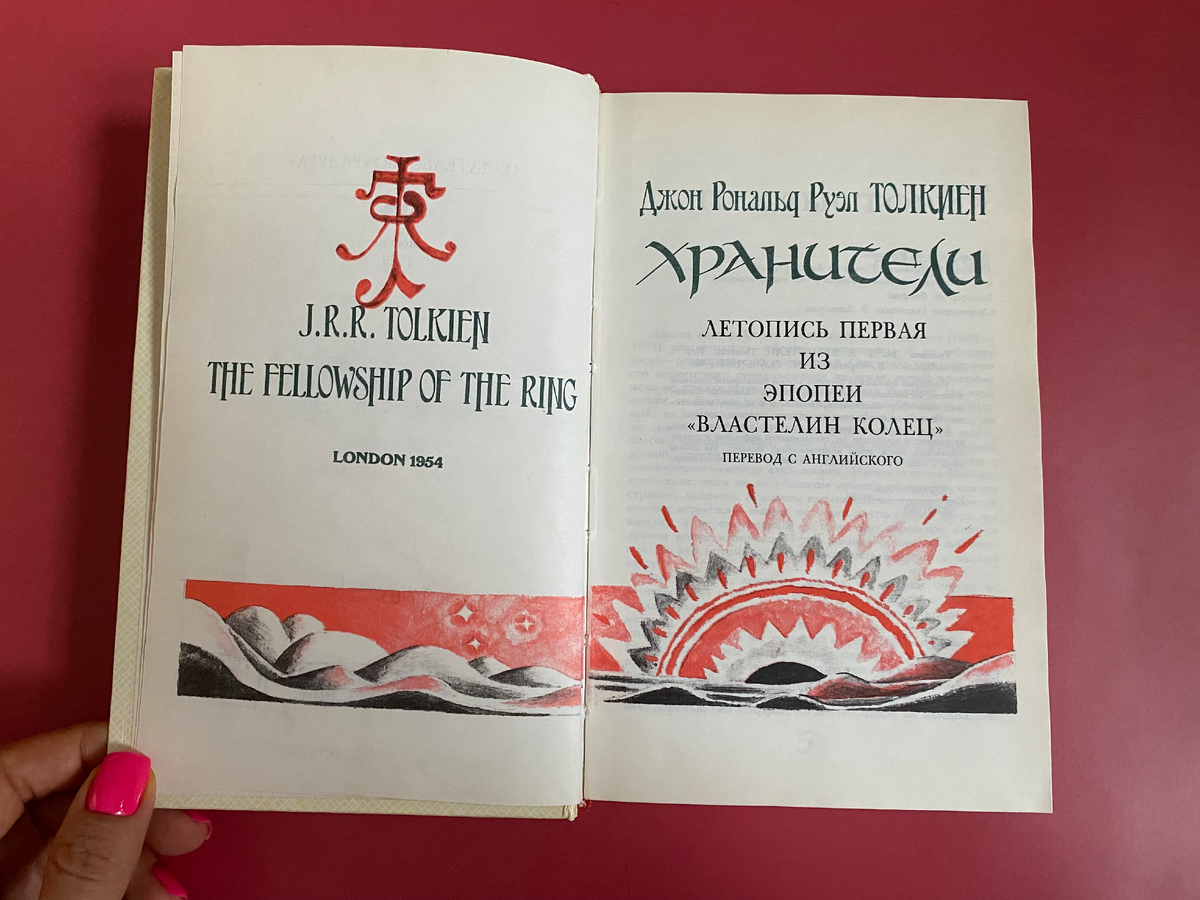 J.R.R. TOLKIEN
THE FELLOWSHIP OF THE RING
LONDON 1954
Джон Рональд Руэл ТОЛКИЕН
ХРАНИТЕЛИ
ЛЕТОПИСЬ ПЕРВАЯ
ИЗ
ЭПОПЕИ
«ВЛАСТЕЛИН КОЛЕЦ»
ПЕРЕВОД С АНГЛИЙСКОГО